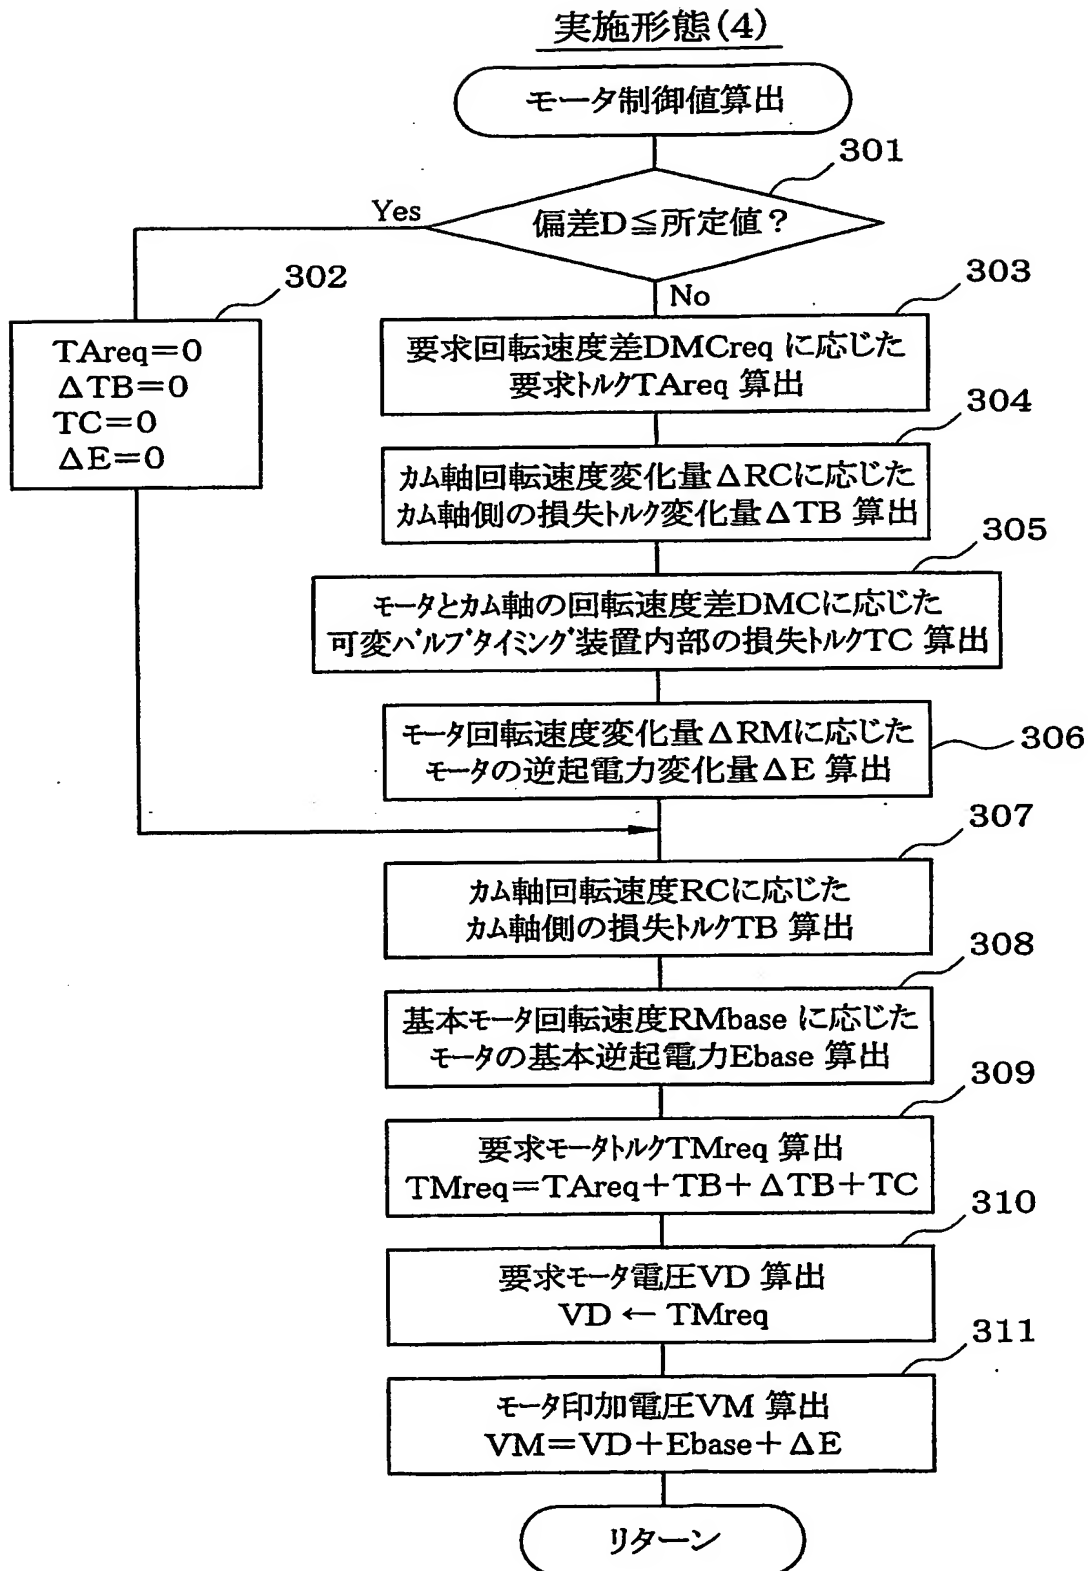 実施形態(4)
モータ制御値算出
301
偏差D≦所定値?
Yes
No
302
TAreq=0
ΔTB=0
TC=0
ΔE=0
303
要求回転速度差DMCreq に応じた
要求トルクTAreq 算出
304
カム軸回転速度変化量ΔRCに応じた
カム軸側の損失トルク変化量ΔTB 算出
305
モータとカム軸の回転速度差DMCに応じた
可変バルブタイミング装置内部の損失トルクTC 算出
306
モータ回転速度変化量ΔRMに応じた
モータの逆起電力変化量ΔE 算出
307
カム軸回転速度RCに応じた
カム軸側の損失トルクTB 算出
308
基本モータ回転速度RMbase に応じた
モータの基本逆起電力Ebase 算出
309
要求モータトルクTMreq 算出
TMreq=TAreq+TB+ΔTB+TC
310
要求モータ電圧VD 算出
VD ← TMreq
311
モータ印加電圧VM 算出
VM=VD+Ebase+ΔE
リターン